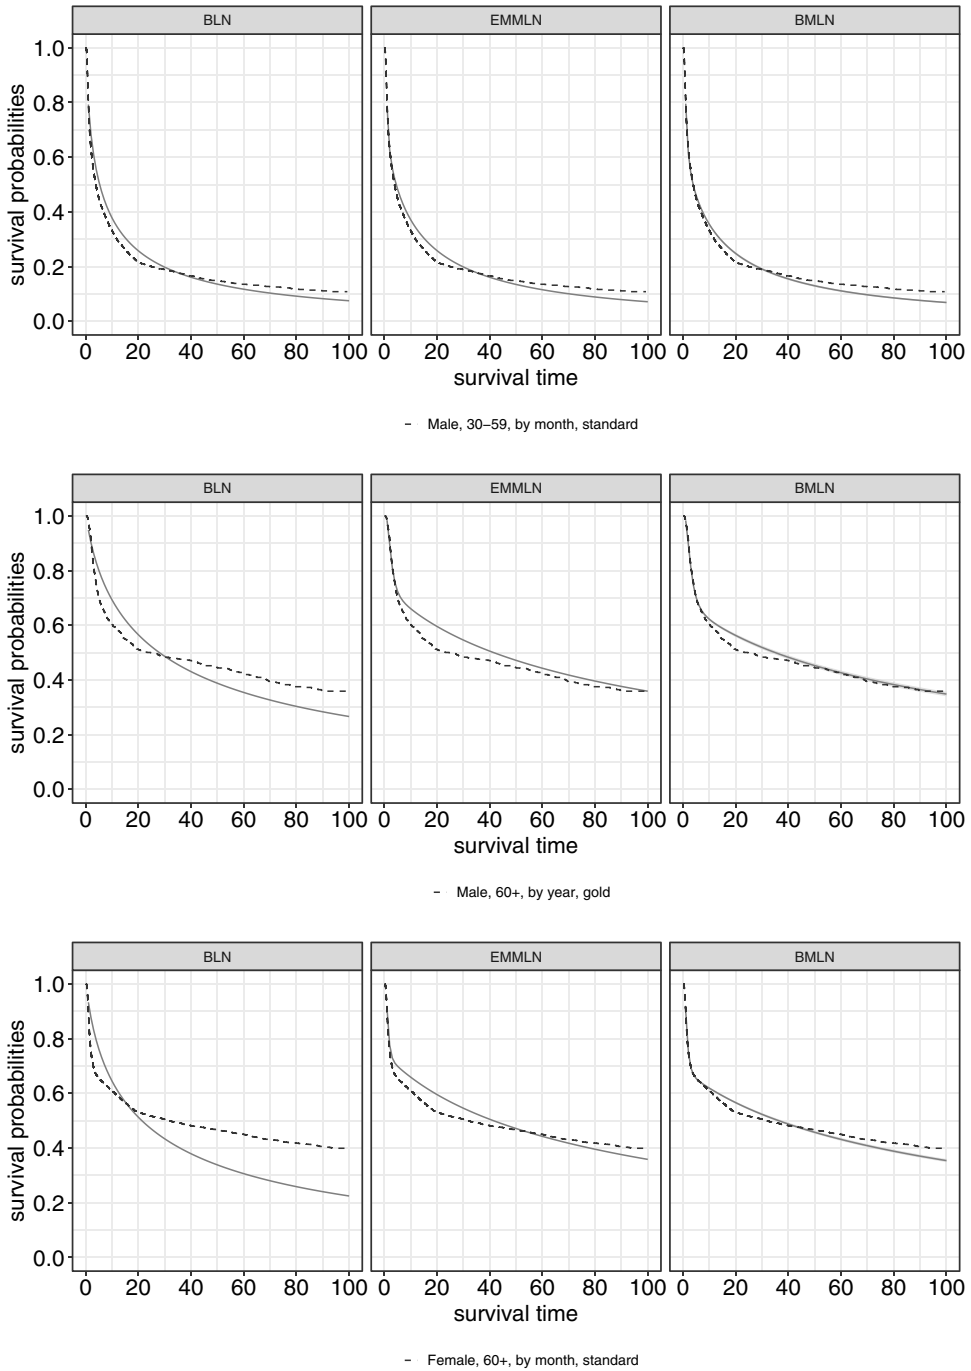 BLN EMMLN BMLN
survival probabilities
1.0
0.8
0.6
0.4
0.2
0.0
0 20 40 60 80 100 0 20 40 60 80 100 0 20 40 60 80 100
survival time
Male, 30–59, by month, standard
BLN EMMLN BMLN
survival probabilities
1.0
0.8
0.6
0.4
0.2
0.0
0 20 40 60 80 100 0 20 40 60 80 100 0 20 40 60 80 100
survival time
Male, 60+, by year, gold
BLN EMMLN BMLN
survival probabilities
1.0
0.8
0.6
0.4
0.2
0.0
0 20 40 60 80 100 0 20 40 60 80 100 0 20 40 60 80 100
survival time
Female, 60+, by month, standard